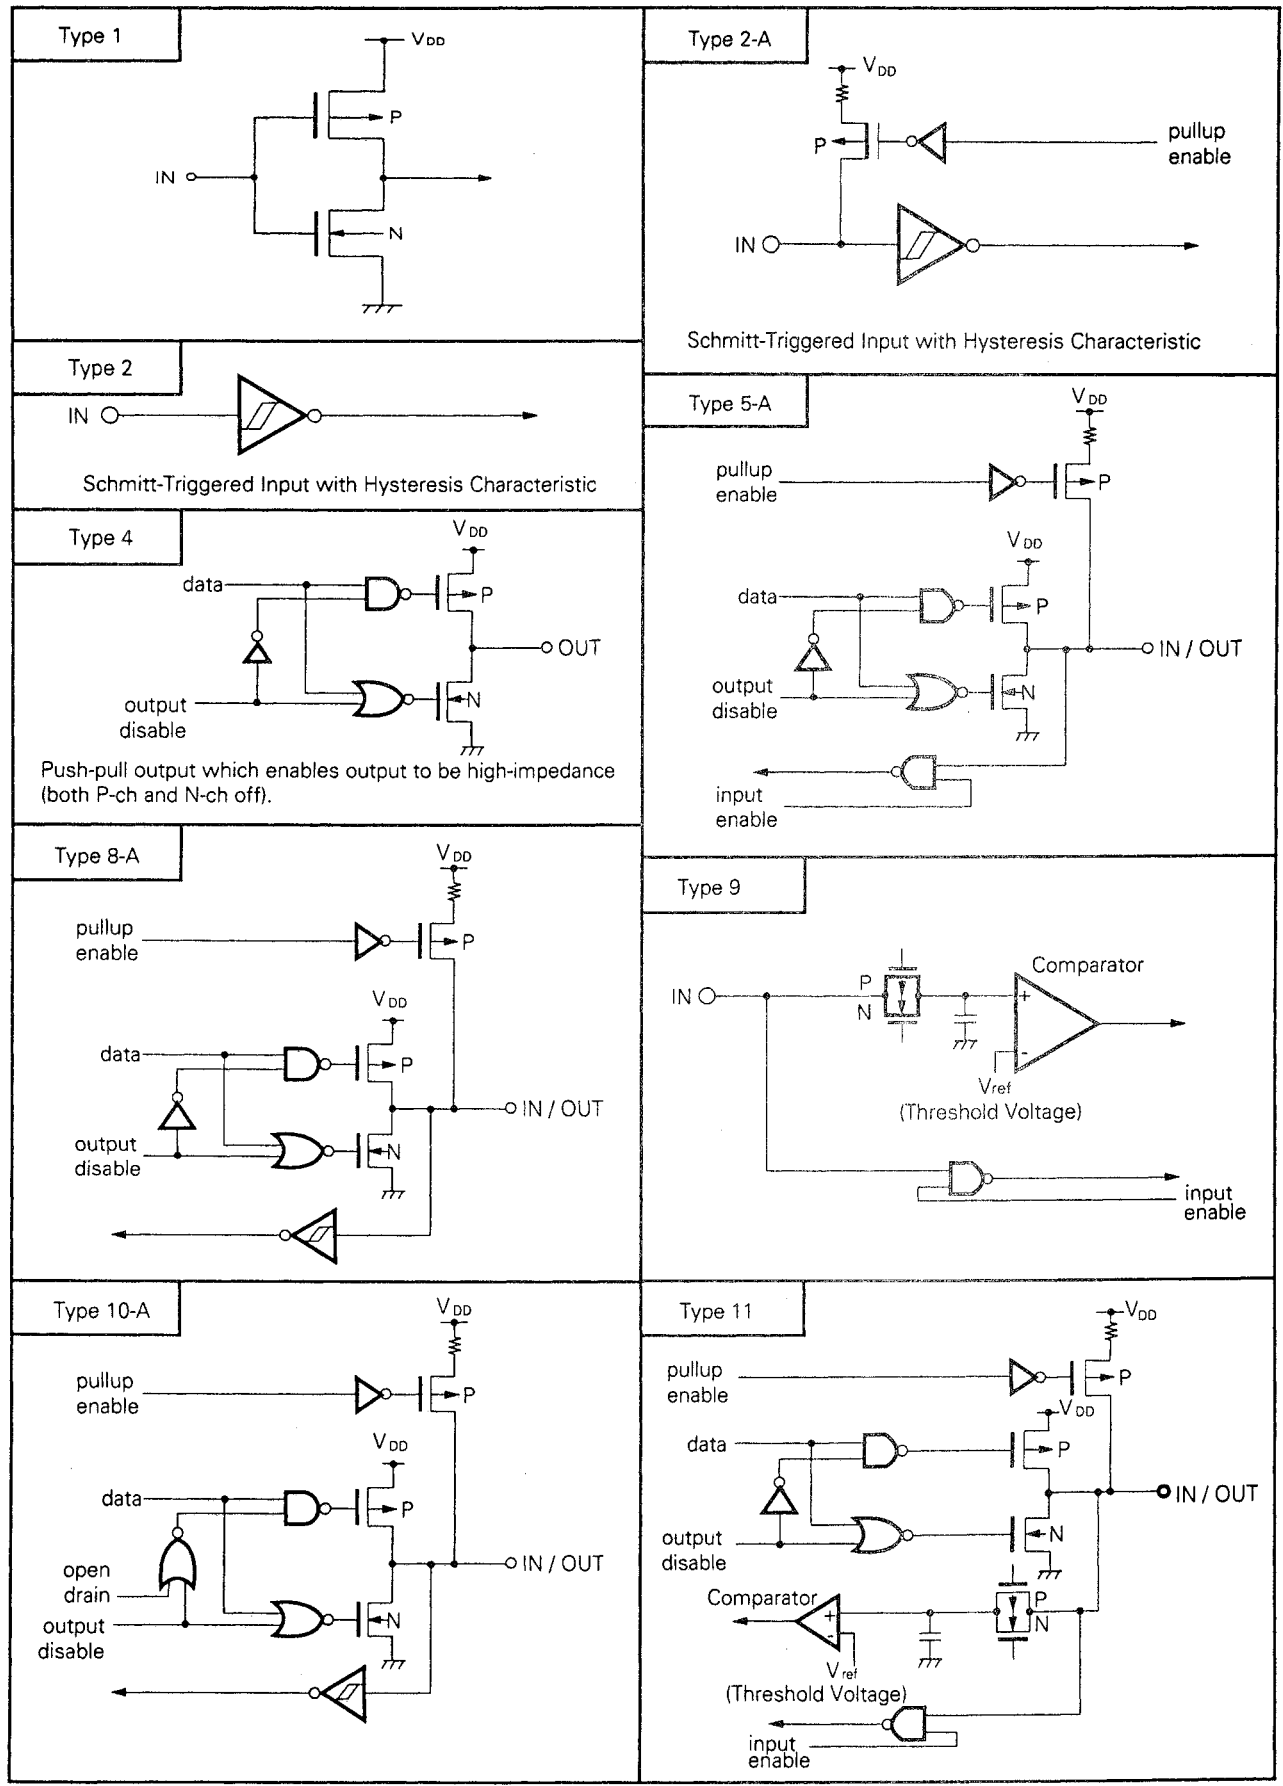 Type 1
VDD
P
IN
N
Type 2-A
VDD
P
pullup
enable
IN
Schmitt-Triggered Input with Hysteresis Characteristic
Type 2
IN
Schmitt-Triggered Input with Hysteresis Characteristic
Type 4
VDD
data
P
OUT
N
output
disable
Push-pull output which enables output to be high-impedance
(both P-ch and N-ch off).
Type 5-A
VDD
pullup
enable
P
VDD
data
P
IN / OUT
output
disable
N
input
enable
Type 8-A
VDD
pullup
enable
P
VDD
data
P
IN / OUT
output
disable
N
Type 9
Comparator
IN
P
N
+
-
Vref
(Threshold Voltage)
input
enable
Type 10-A
VDD
pullup
enable
P
VDD
data
P
open
drain
IN / OUT
output
disable
N
Type 11
VDD
pullup
enable
P
VDD
data
P
IN / OUT
output
disable
N
Comparator
P
N
+
-
Vref
(Threshold Voltage)
input
enable